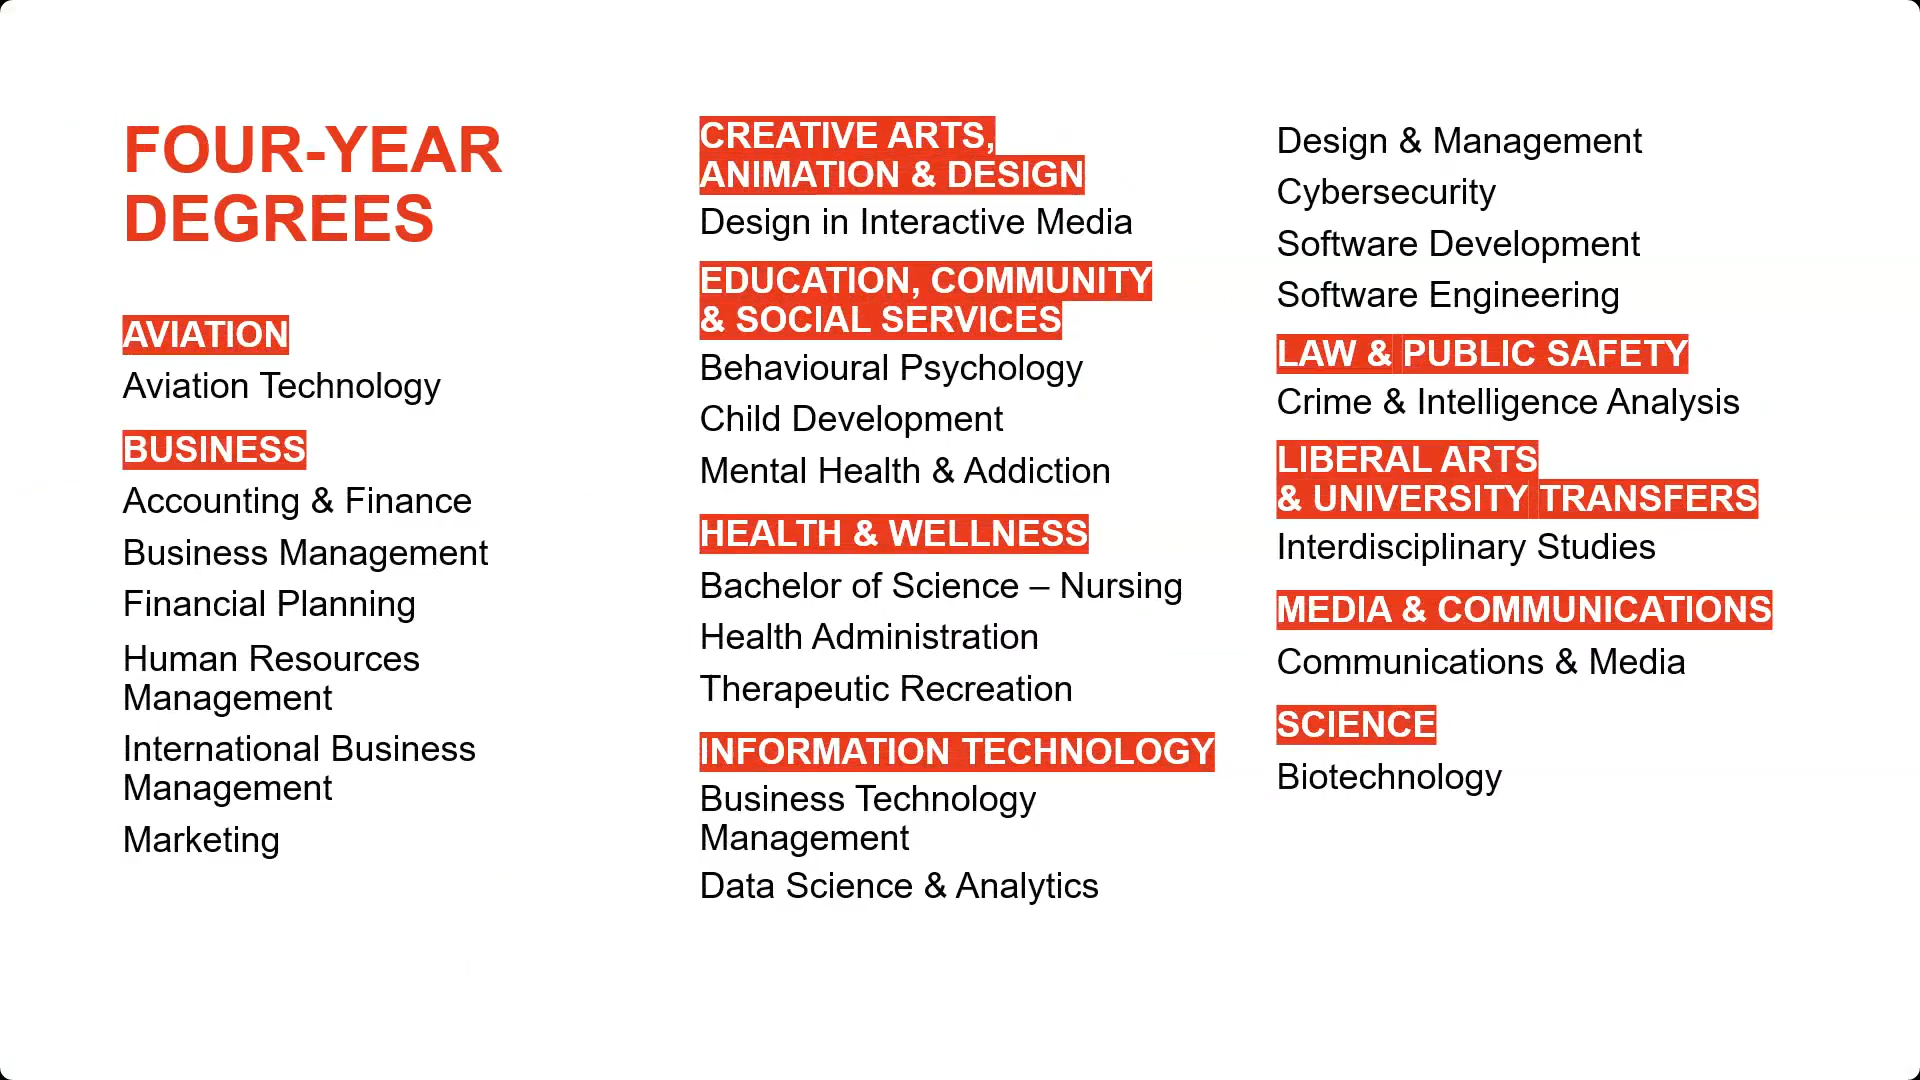 FOUR-YEAR
DEGREES
AVIATION
Aviation Technology
BUSINESS
Accounting & Finance
Business Management
Financial Planning
Human Resources
Management
International Business
Management
Marketing
CREATIVE ARTS,
ANIMATION & DESIGN
Design in Interactive Media
EDUCATION, COMMUNITY
& SOCIAL SERVICES
Behavioural Psychology
Child Development
Mental Health & Addiction
HEALTH & WELLNESS
Bachelor of Science – Nursing
Health Administration
Therapeutic Recreation
INFORMATION TECHNOLOGY
Business Technology
Management
Data Science & Analytics
Design & Management
Cybersecurity
Software Development
Software Engineering
LAW & PUBLIC SAFETY
Crime & Intelligence Analysis
LIBERAL ARTS
& UNIVERSITY TRANSFERS
Interdisciplinary Studies
MEDIA & COMMUNICATIONS
Communications & Media
SCIENCE
Biotechnology